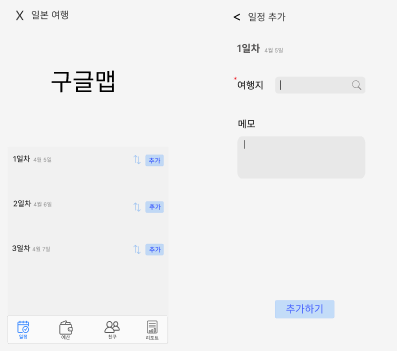 X 일본 여행
구글맵
1일차 4월 5일 추가
2일차 4월 6일 추가
3일차 4월 7일 추가
일정 예산 친구 리포트
< 일정 추가
1일차 4월 5일
* 여행지
메모
추가하기